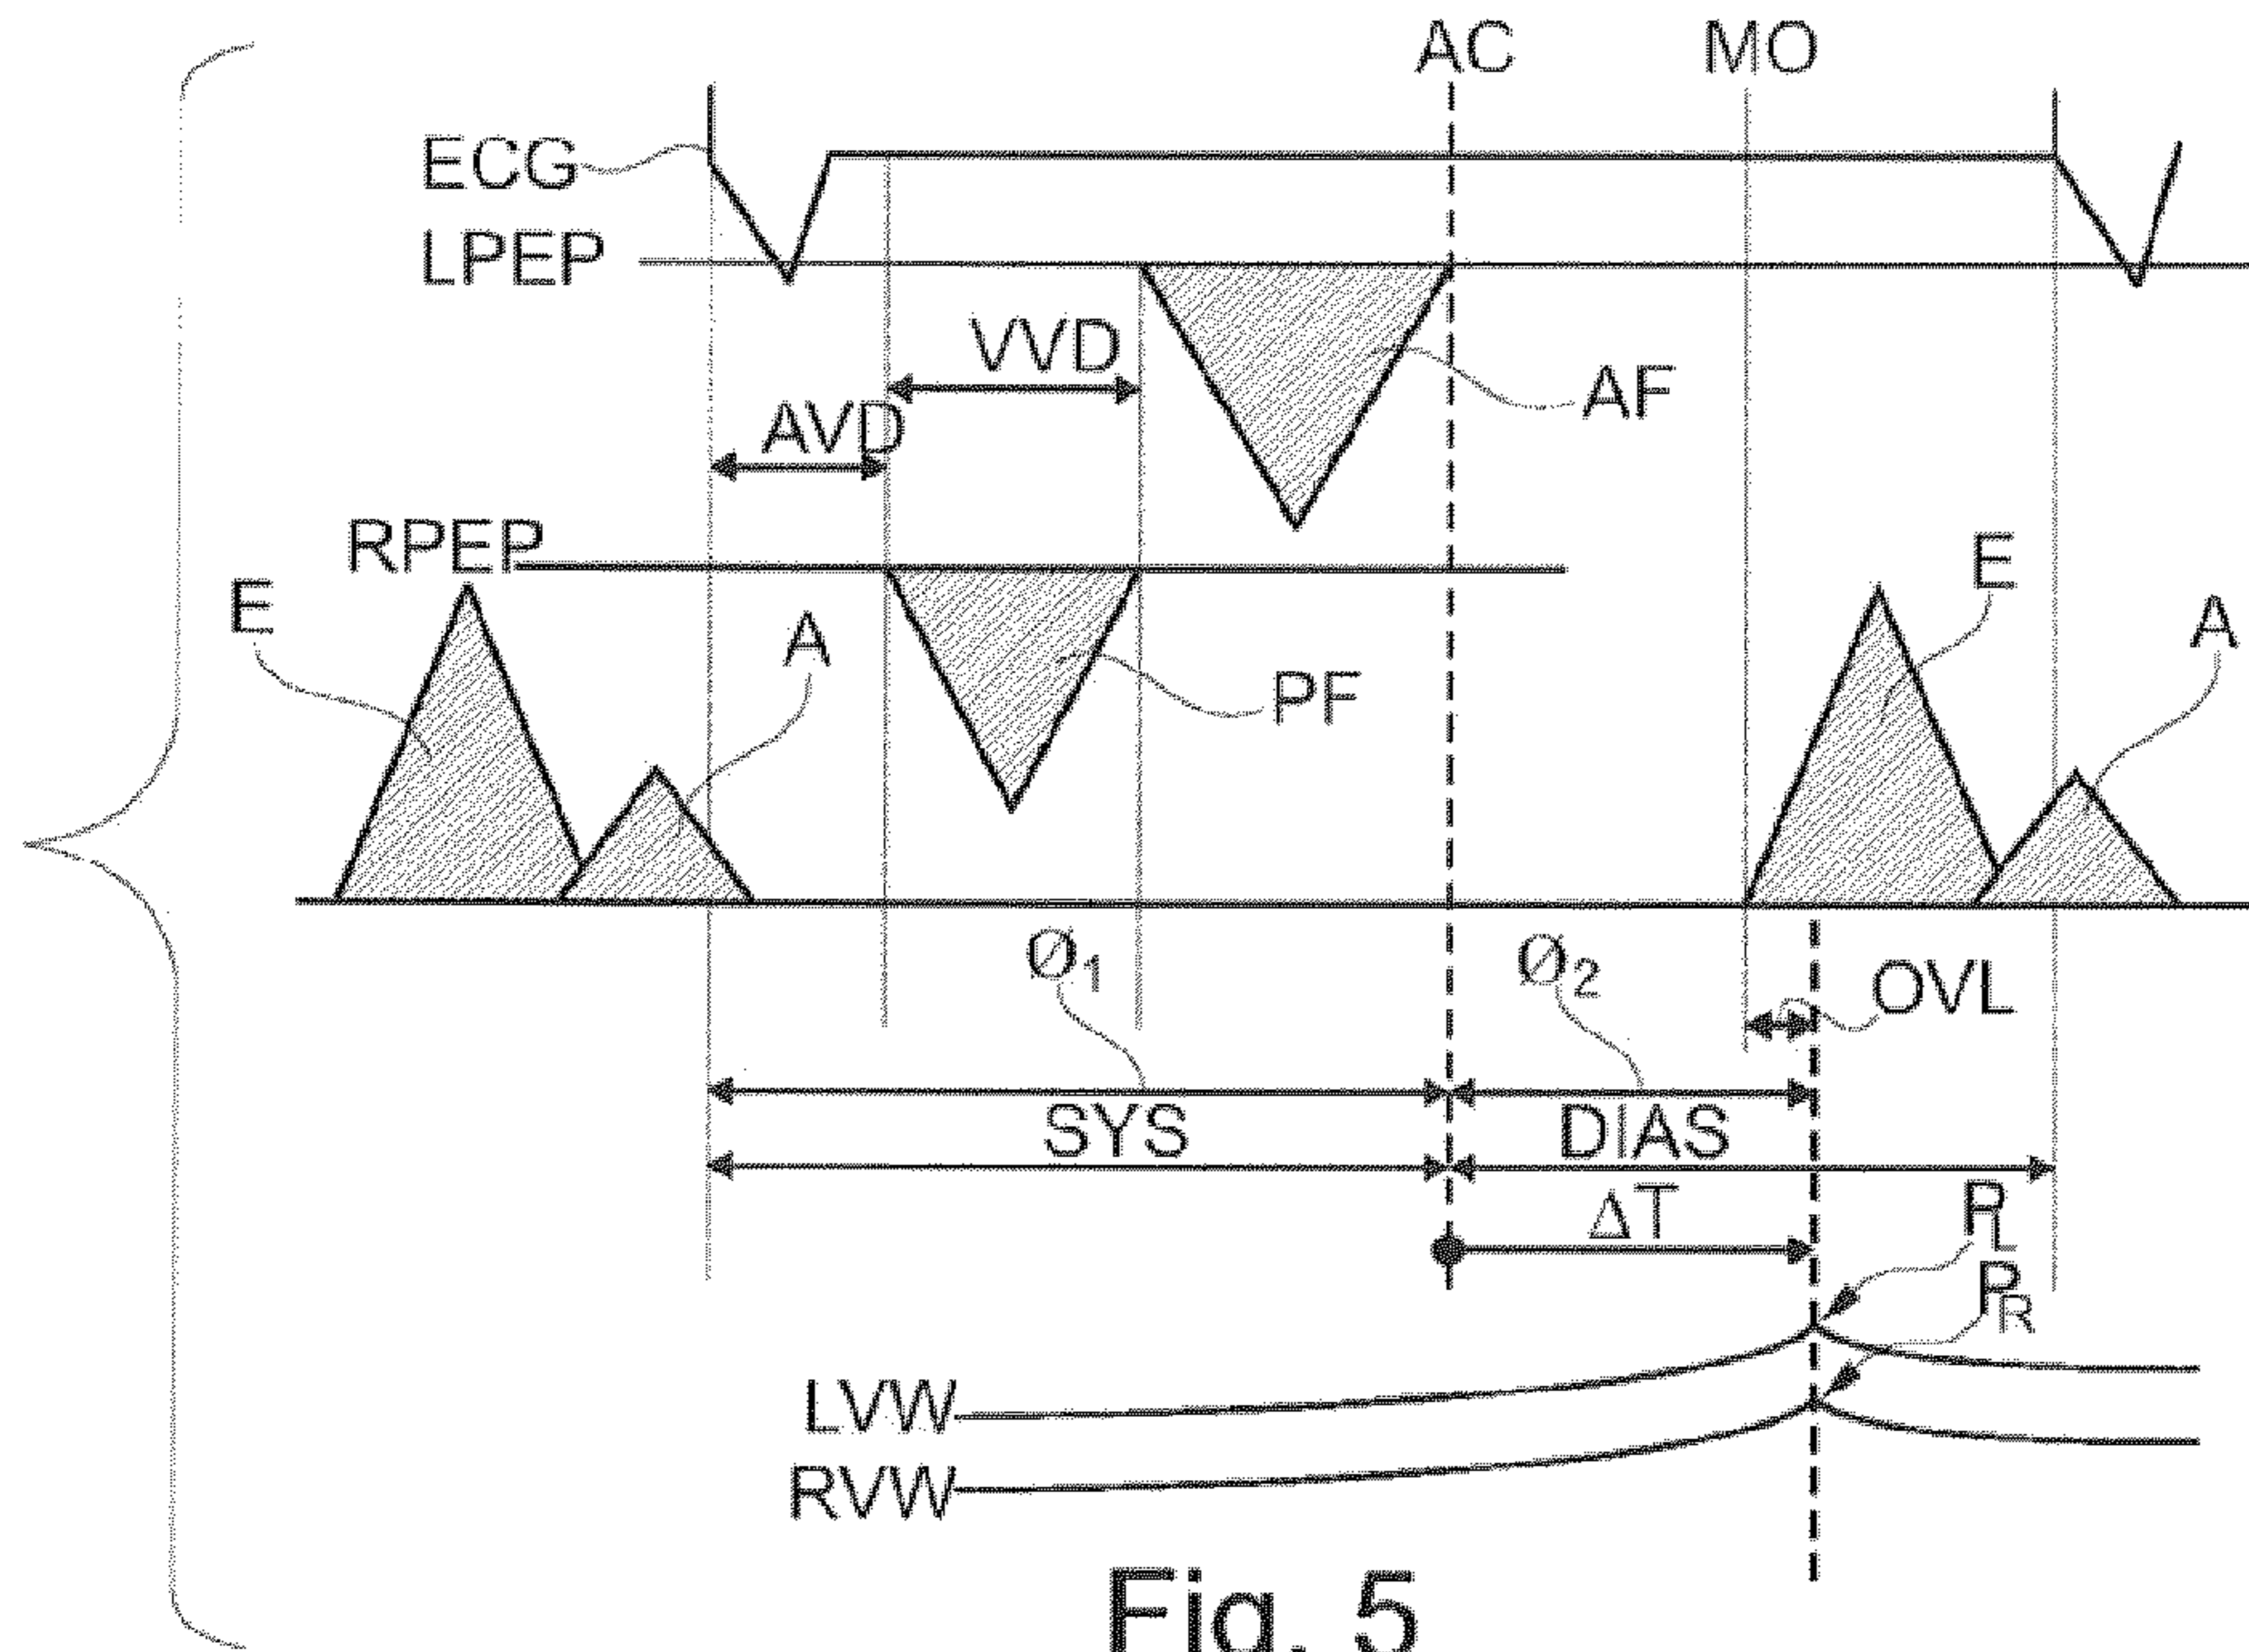 AC
MO
ECG
LPEP
VVD
AF
AVD
RPEP
E
E
A
A
PF
Ø1
Ø2
OVL
SYS
DIAS
ΔT
PL
PR
LVW
RVW
Fig. 5